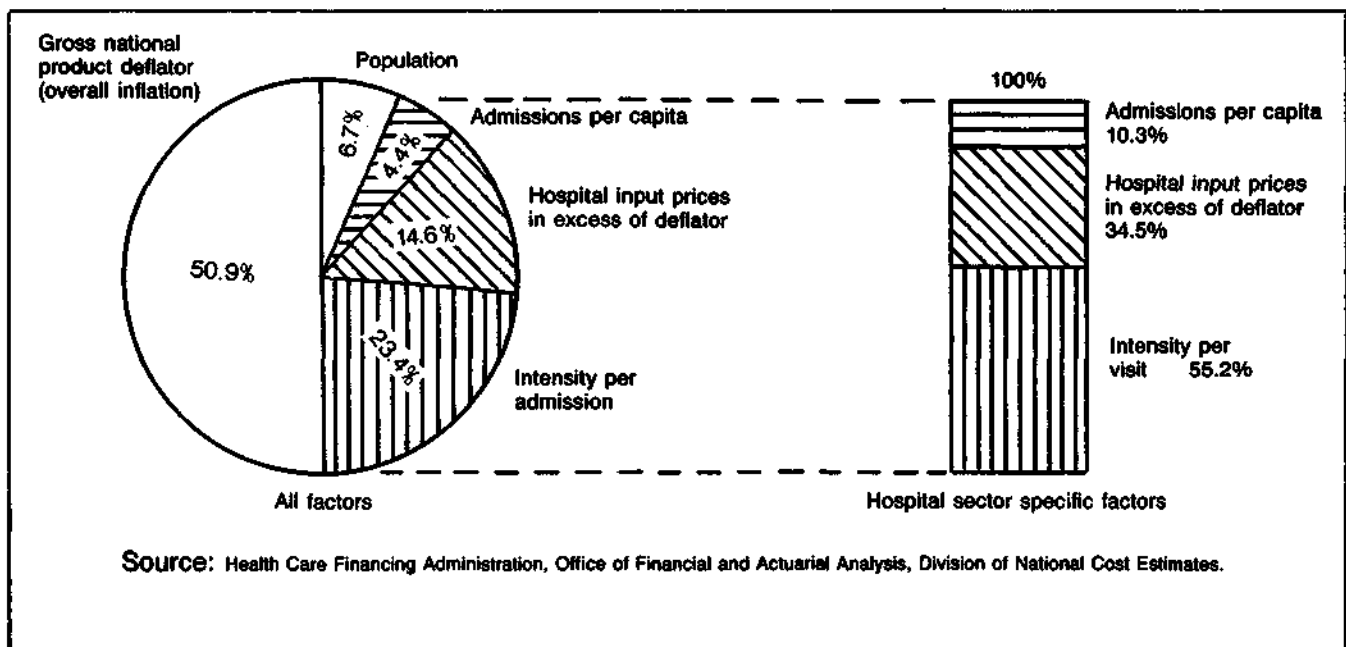 Gross national
product deflator
(overall inflation)
Population
6.7%
Admissions per capita
4.4%
Hospital input prices
in excess of deflator
14.6%
50.9%
23.4%
Intensity per
admission
All factors
100%
Admissions per capita
10.3%
Hospital input prices
in excess of deflator
34.5%
Intensity per
visit 55.2%
Hospital sector specific factors
Source: Health Care Financing Administration, Office of Financial and Actuarial Analysis, Division of National Cost Estimates.